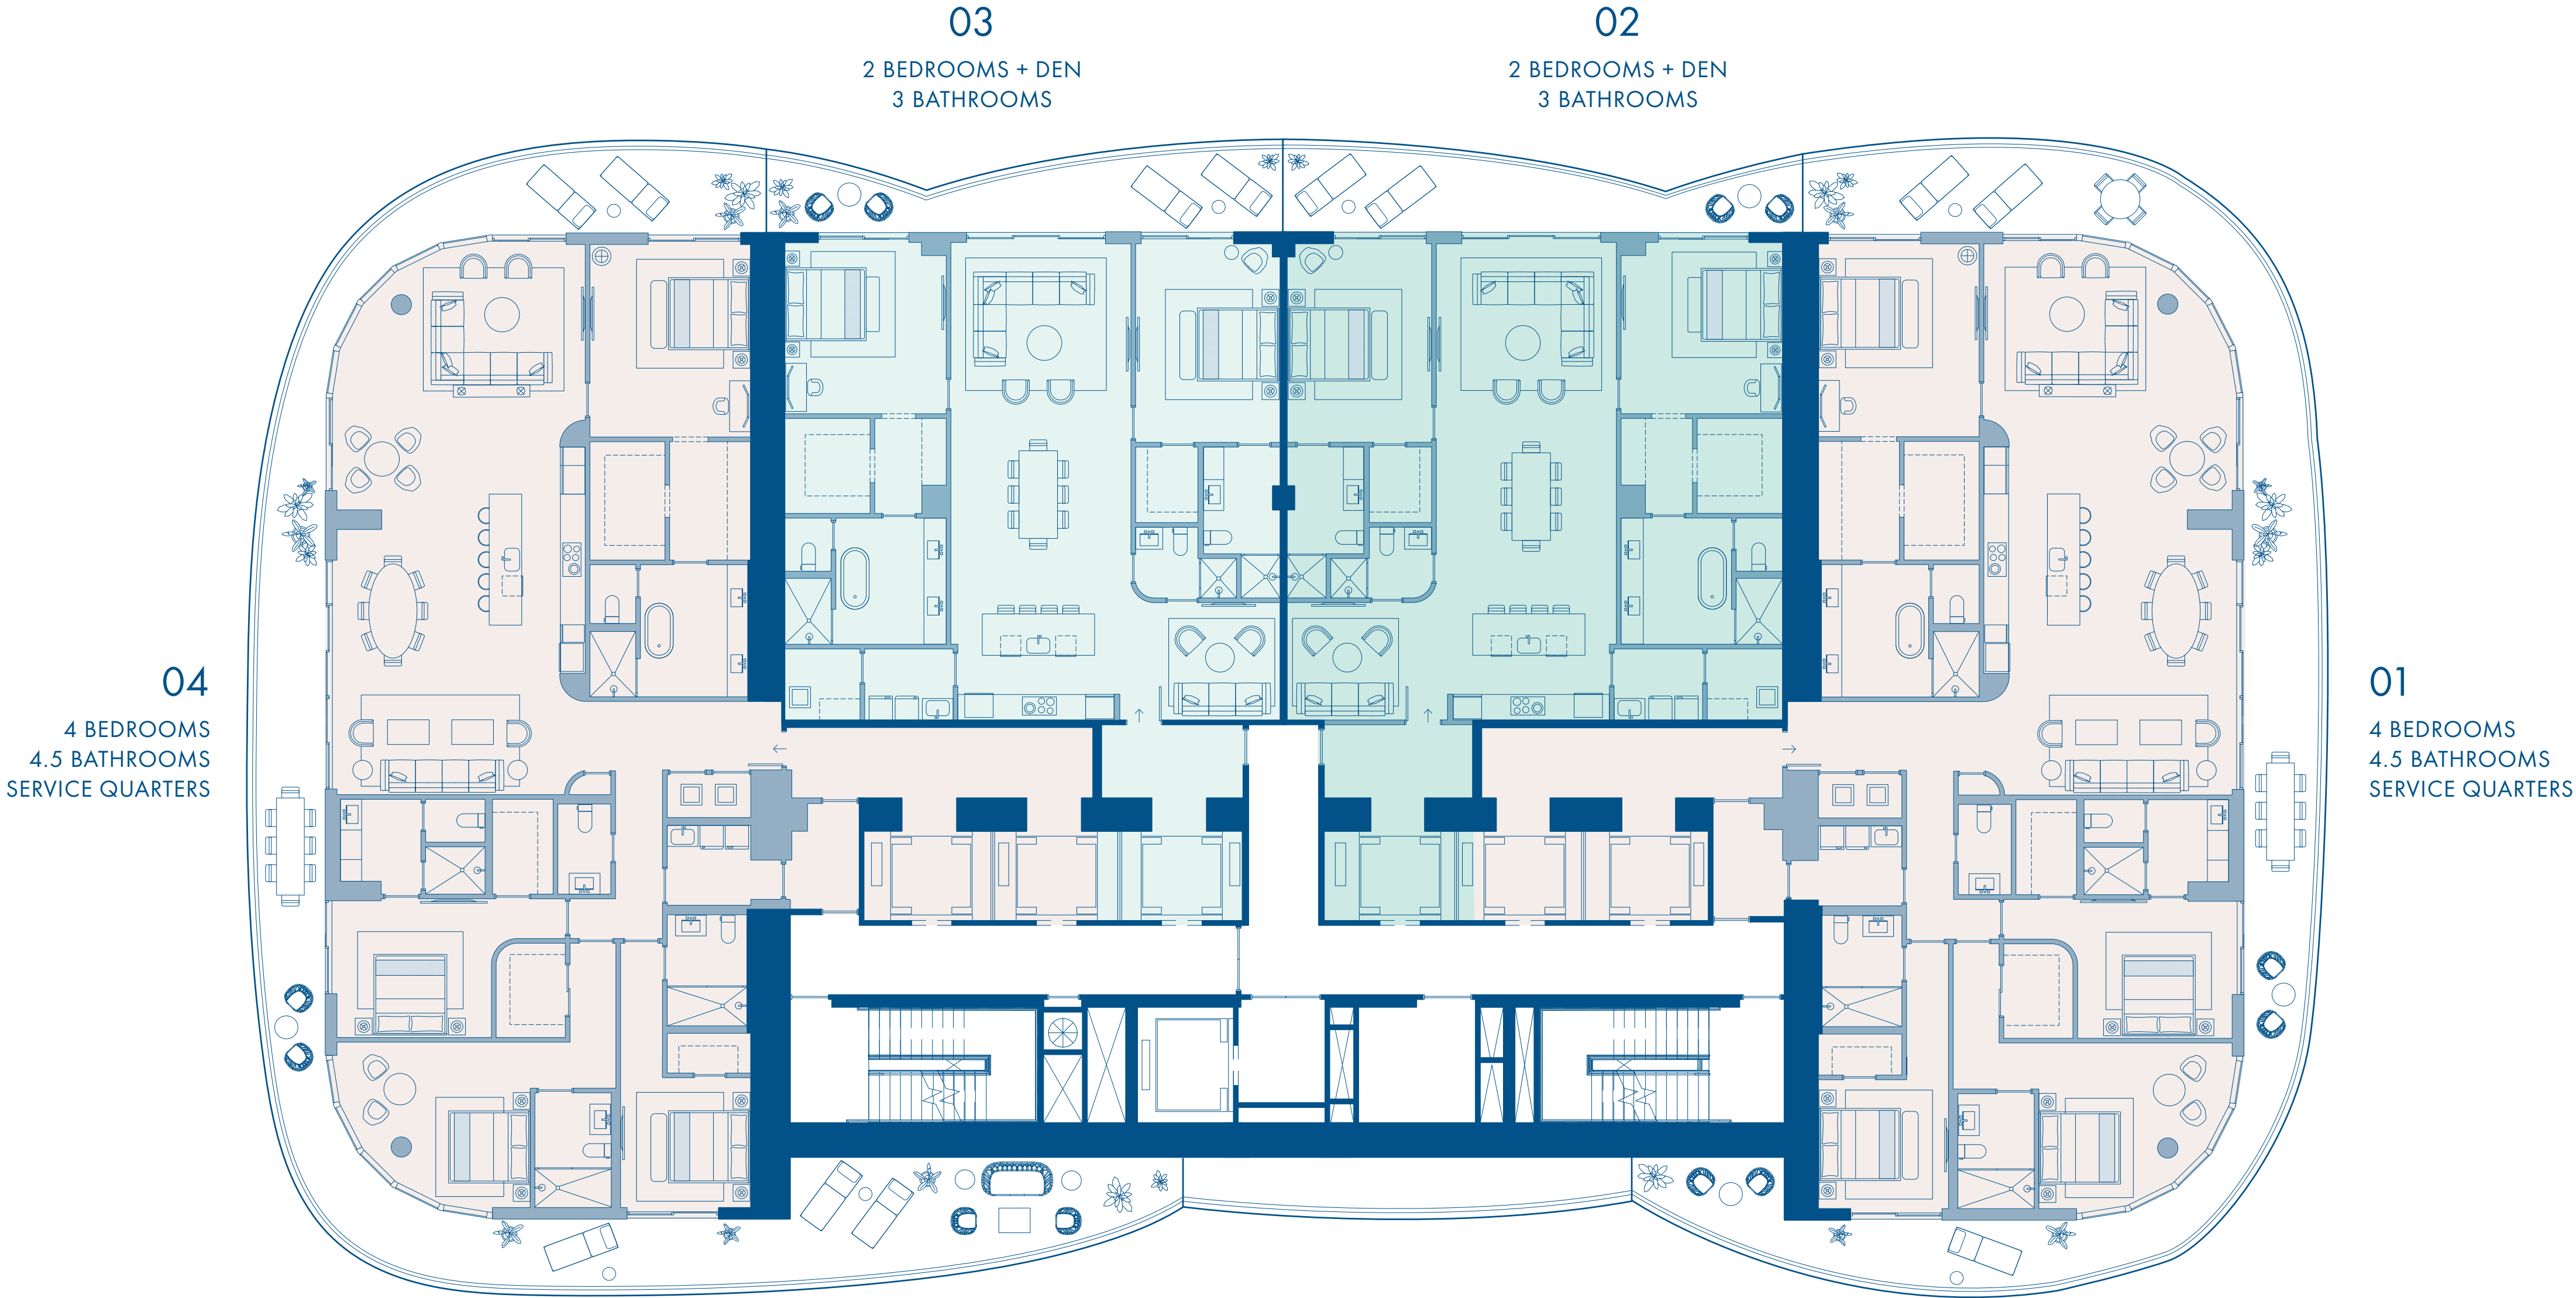 03
2 BEDROOMS + DEN
3 BATHROOMS
02
2 BEDROOMS + DEN
3 BATHROOMS
04
4 BEDROOMS
4.5 BATHROOMS
SERVICE QUARTERS
01
4 BEDROOMS
4.5 BATHROOMS
SERVICE QUARTERS